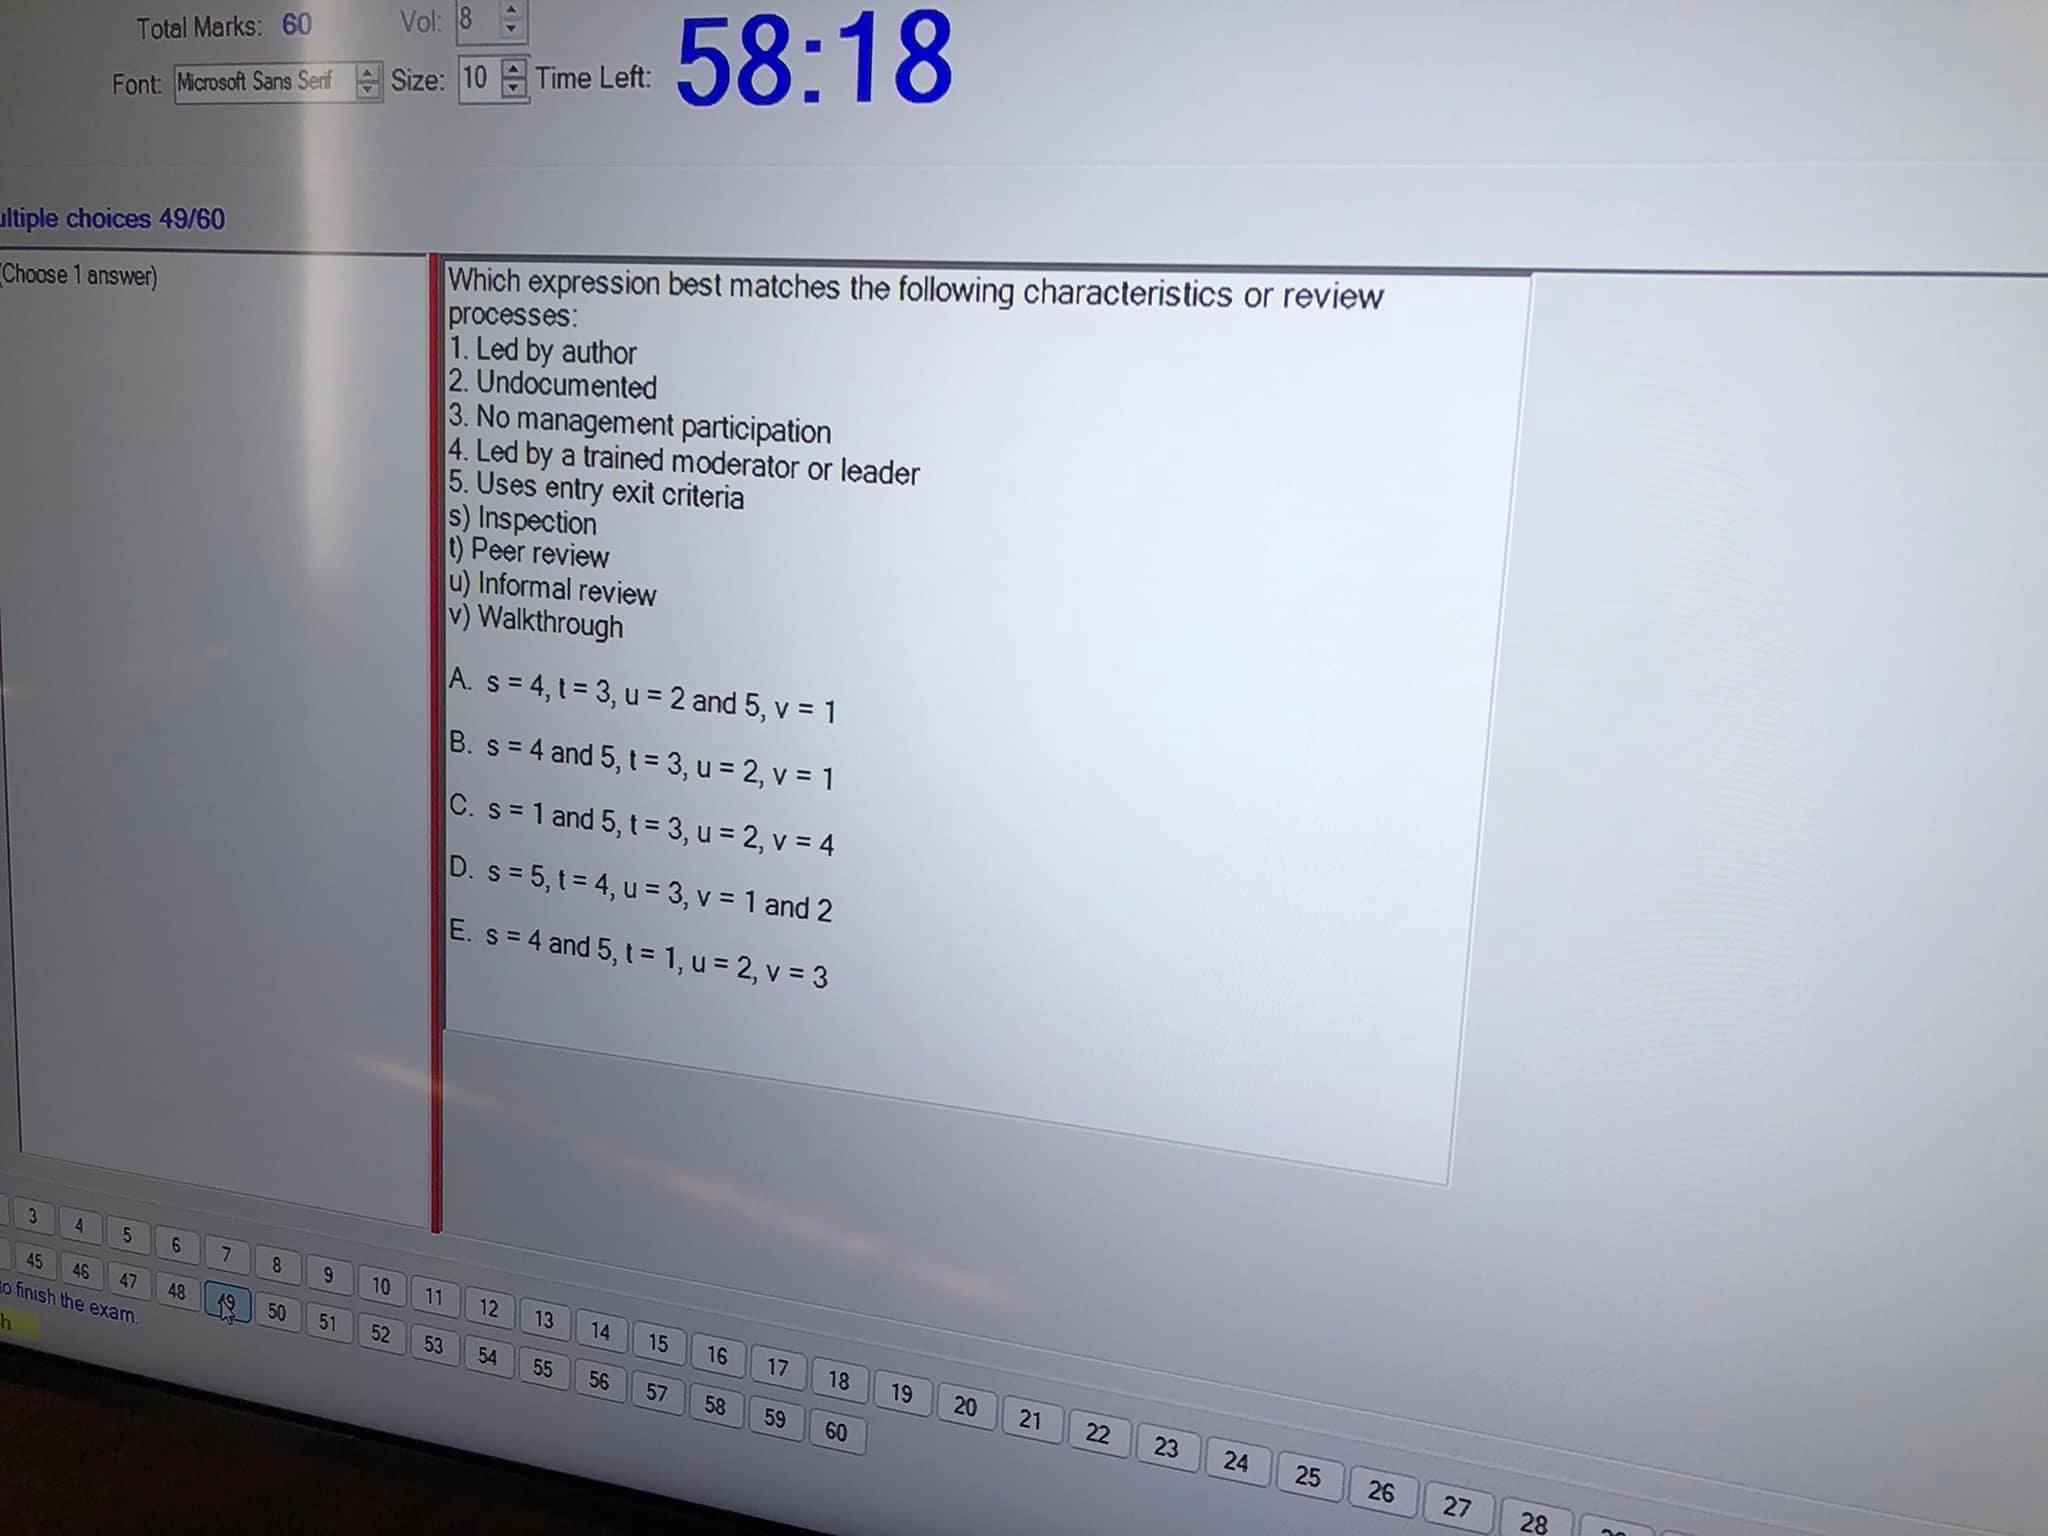 Total Marks: 60 Vol: 8
Font: Microsoft Sans Serif Size: 10 Time Left: 58:18
ultiple choices 49/60
(Choose 1 answer)
Which expression best matches the following characteristics or review
processes:
1. Led by author
2. Undocumented
3. No management participation
4. Led by a trained moderator or leader
5. Uses entry exit criteria
s) Inspection
t) Peer review
u) Informal review
v) Walkthrough
A. s = 4, t = 3, u = 2 and 5, v = 1
B. s = 4 and 5, t = 3, u = 2, v = 1
C. s = 1 and 5, t = 3, u = 2, v = 4
D. s = 5, t = 4, u = 3, v = 1 and 2
E. s = 4 and 5, t = 1, u = 2, v = 3
3 4 5 6 7 8 9 10 11 12 13 14 15 16 17 18 19 20 21 22 23 24 25 26 27 28
45 46 47 48 49 50 51 52 53 54 55 56 57 58 59 60
to finish the exam.
h